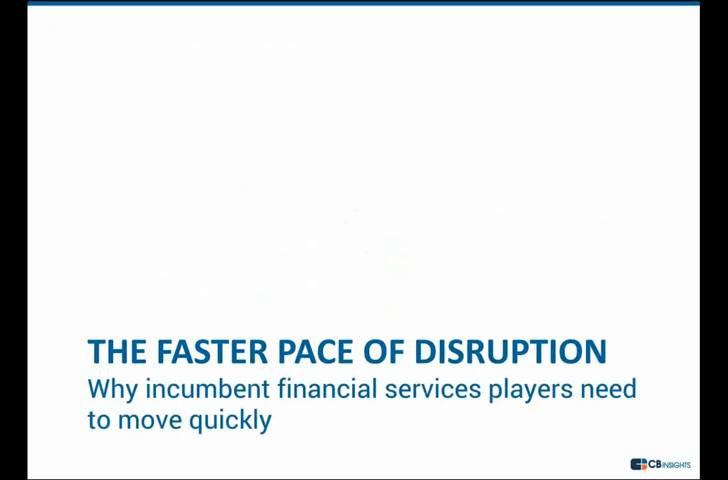 THE FASTER PACE OF DISRUPTION
Why incumbent financial services players need
to move quickly
CBINSIGHTS